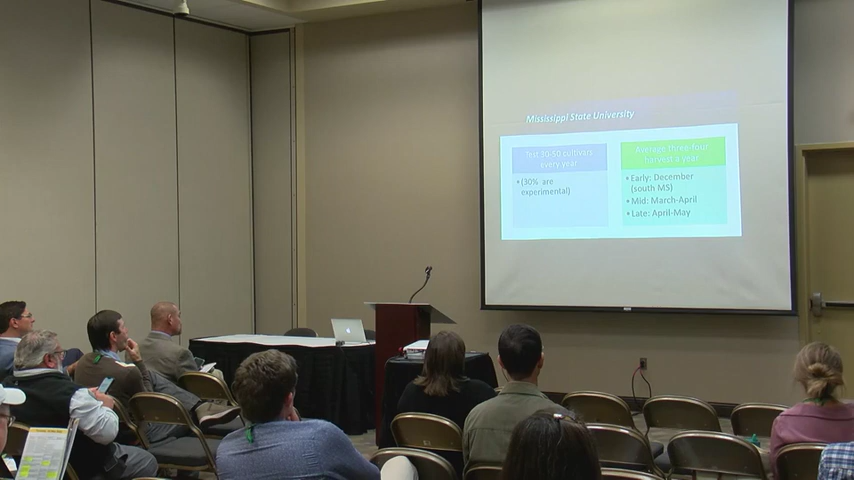 Mississippi State University
Test 30-50 cultivars
every year
• (30% are
experimental)
Average three-four
harvest a year
• Early: December
(south MS)
• Mid: March-April
• Late: April-May